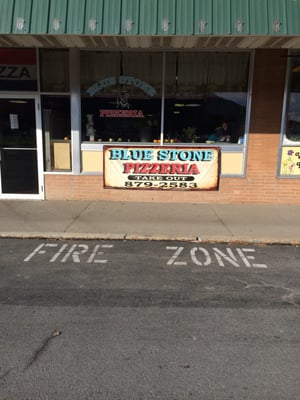 ZZA
BLUE STONE
PIZZERIA
BLUE STONE
PIZZERIA
TAKE OUT
879-2583
FIRE ZONE